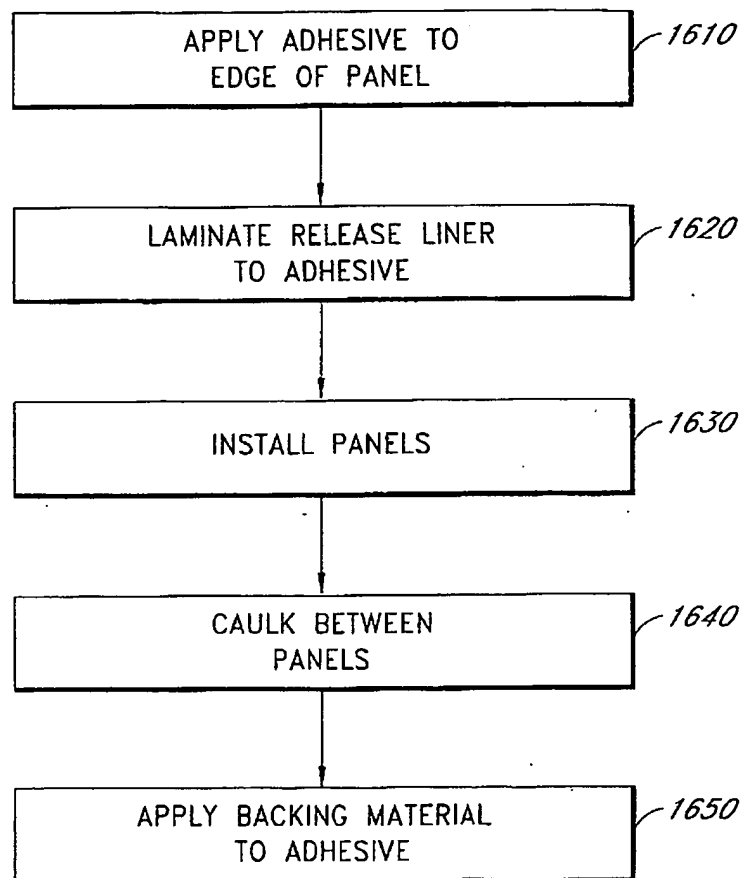 APPLY ADHESIVE TO
EDGE OF PANEL
1610
LAMINATE RELEASE LINER
TO ADHESIVE
1620
INSTALL PANELS
1630
CAULK BETWEEN
PANELS
1640
APPLY BACKING MATERIAL
TO ADHESIVE
1650